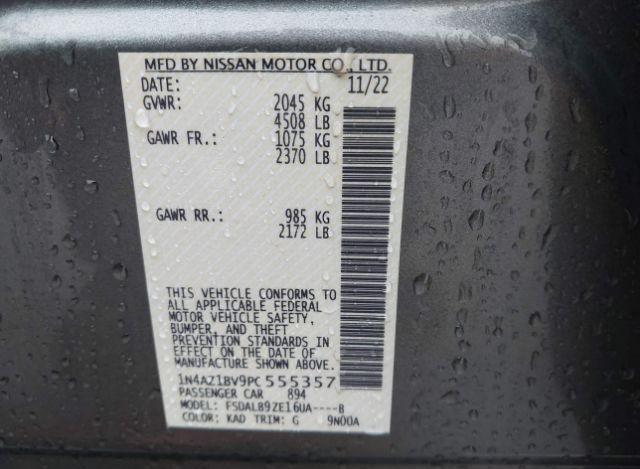 MFD BY NISSAN MOTOR CO., LTD.
DATE: 11/22
GVWR: 2045 KG
4508 LB
GAWR FR.: 1075 KG
2370 LB
GAWR RR.: 985 KG
2172 LB
THIS VEHICLE CONFORMS TO
ALL APPLICABLE FEDERAL
MOTOR VEHICLE SAFETY,
BUMPER, AND THEFT
PREVENTION STANDARDS IN
EFFECT ON THE DATE OF
MANUFACTURE SHOWN ABOVE.
1N4AZ1BV9PC555357
PASSENGER CAR 894
MODEL: FSDALB9ZE16UA----B
COLOR: KAD TRIM: G 9N00A